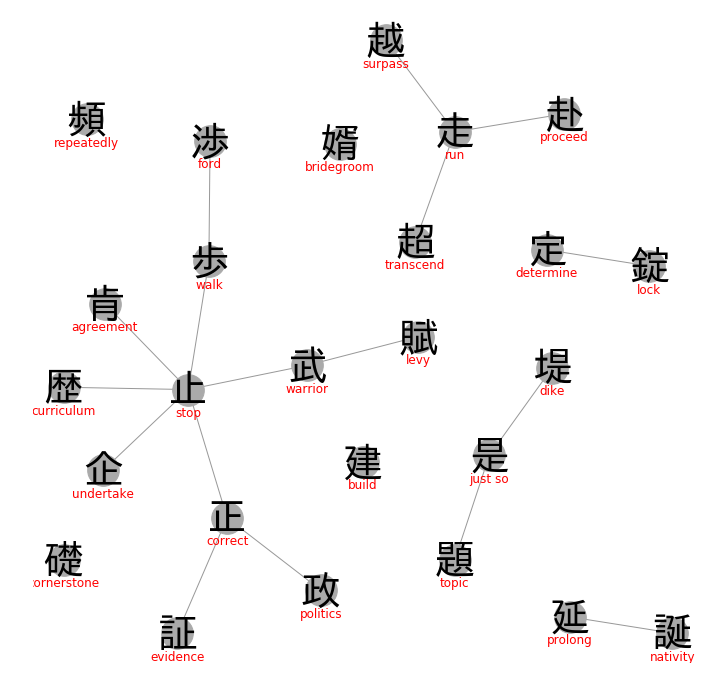 越
surpass
頻
repeatedly
渉
ford
婿
bridegroom
走
run
赴
proceed
超
transcend
定
determine
錠
lock
歩
walk
肯
agreement
賦
levy
武
warrior
堤
dike
歴
curriculum
止
stop
企
undertake
建
build
是
just so
正
correct
礎
ornerstone
題
topic
政
politics
延
prolong
証
evidence
誕
nativity